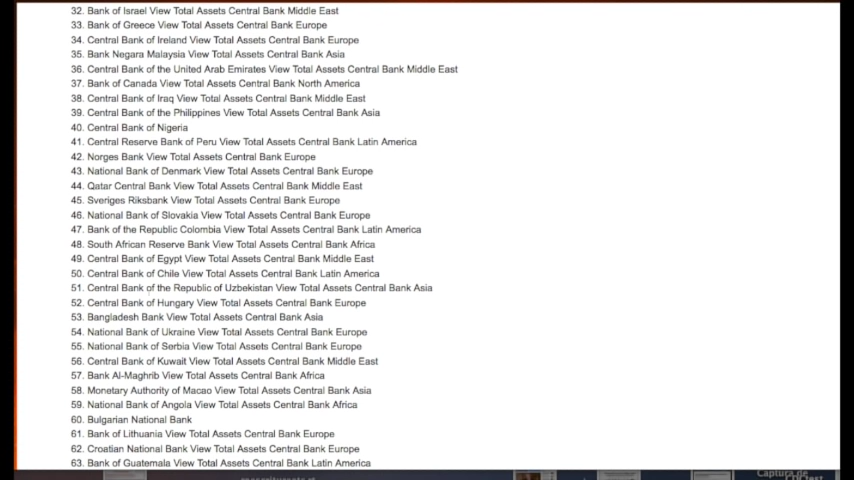 32. Bank of Israel View Total Assets Central Bank Middle East
33. Bank of Greece View Total Assets Central Bank Europe
34. Central Bank of Ireland View Total Assets Central Bank Europe
35. Bank Negara Malaysia View Total Assets Central Bank Asia
36. Central Bank of the United Arab Emirates View Total Assets Central Bank Middle East
37. Bank of Canada View Total Assets Central Bank North America
38. Central Bank of Iraq View Total Assets Central Bank Middle East
39. Central Bank of the Philippines View Total Assets Central Bank Asia
40. Central Bank of Nigeria
41. Central Reserve Bank of Peru View Total Assets Central Bank Latin America
42. Norges Bank View Total Assets Central Bank Europe
43. National Bank of Denmark View Total Assets Central Bank Europe
44. Qatar Central Bank View Total Assets Central Bank Middle East
45. Sveriges Riksbank View Total Assets Central Bank Europe
46. National Bank of Slovakia View Total Assets Central Bank Europe
47. Bank of the Republic Colombia View Total Assets Central Bank Latin America
48. South African Reserve Bank View Total Assets Central Bank Africa
49. Central Bank of Egypt View Total Assets Central Bank Middle East
50. Central Bank of Chile View Total Assets Central Bank Latin America
51. Central Bank of the Republic of Uzbekistan View Total Assets Central Bank Asia
52. Central Bank of Hungary View Total Assets Central Bank Europe
53. Bangladesh Bank View Total Assets Central Bank Asia
54. National Bank of Ukraine View Total Assets Central Bank Europe
55. National Bank of Serbia View Total Assets Central Bank Europe
56. Central Bank of Kuwait View Total Assets Central Bank Middle East
57. Bank Al-Maghrib View Total Assets Central Bank Africa
58. Monetary Authority of Macao View Total Assets Central Bank Asia
59. National Bank of Angola View Total Assets Central Bank Africa
60. Bulgarian National Bank
61. Bank of Lithuania View Total Assets Central Bank Europe
62. Croatian National Bank View Total Assets Central Bank Europe
63. Bank of Guatemala View Total Assets Central Bank Latin America
Captura de